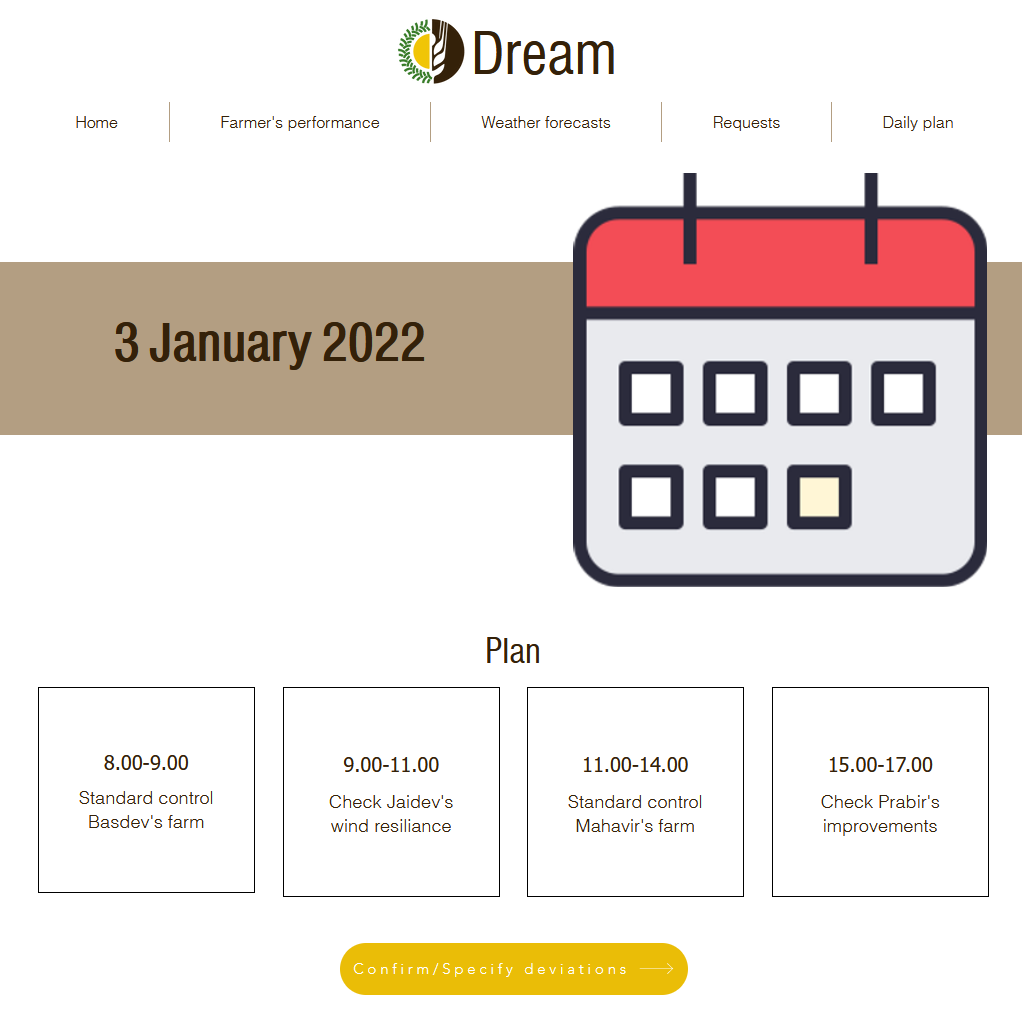 Dream
Home
Farmer's performance
Weather forecasts
Requests
Daily plan
3 January 2022
Plan
8.00-9.00
Standard control
Basdev's farm
9.00-11.00
Check Jaidev's
wind resiliance
11.00-14.00
Standard control
Mahavir's farm
15.00-17.00
Check Prabir's
improvements
Confirm/Specify deviations